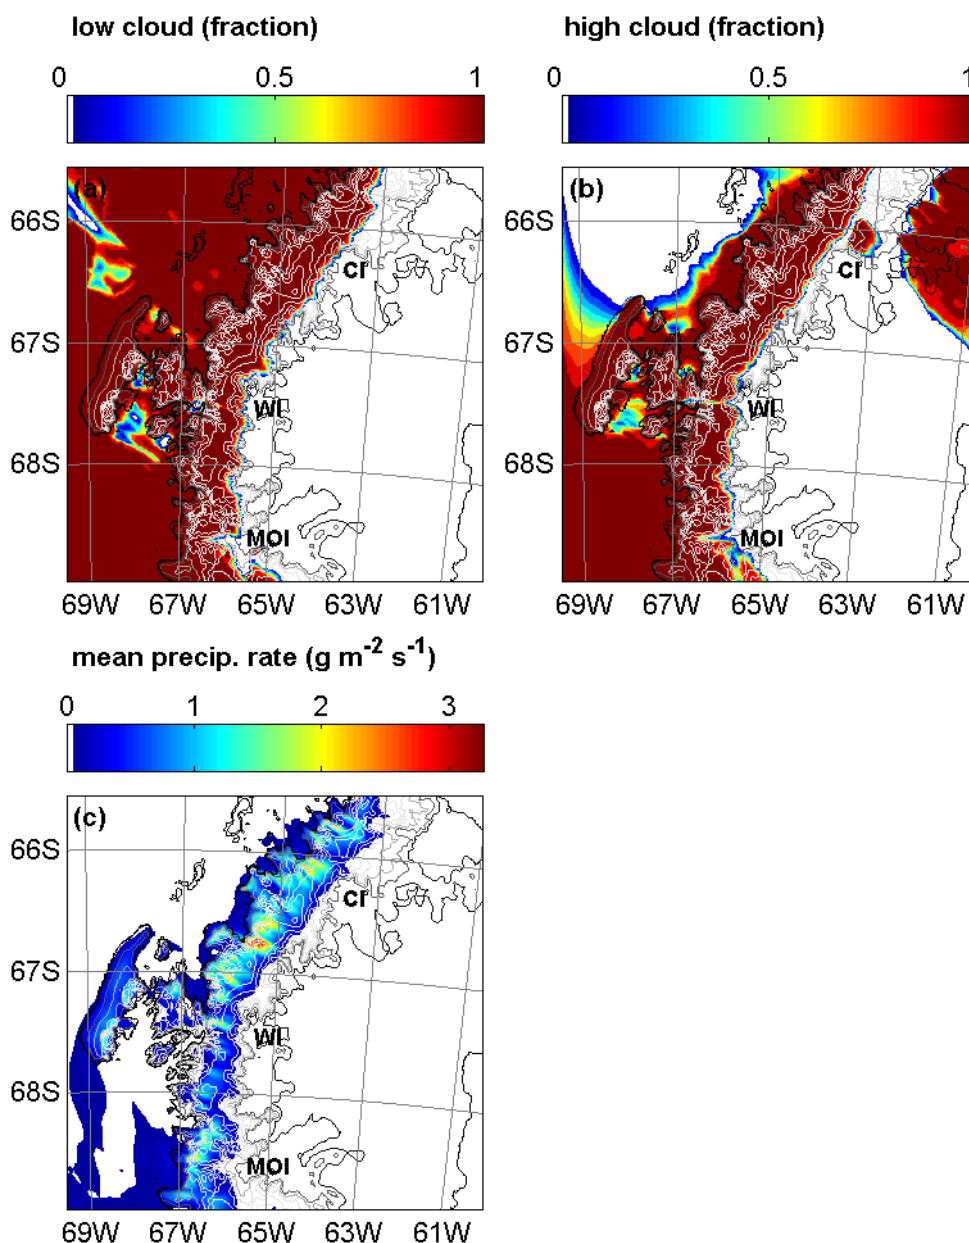 low cloud (fraction)
0 0.5 1
(a)
66S
67S
68S
CI
WI
MOI
69W 67W 65W 63W 61W
high cloud (fraction)
0 0.5 1
(b)
66S
67S
68S
CI
WI
MOI
69W 67W 65W 63W 61W
mean precip. rate (g m⁻² s⁻¹)
0 1 2 3
(c)
66S
67S
68S
CI
WI
MOI
69W 67W 65W 63W 61W